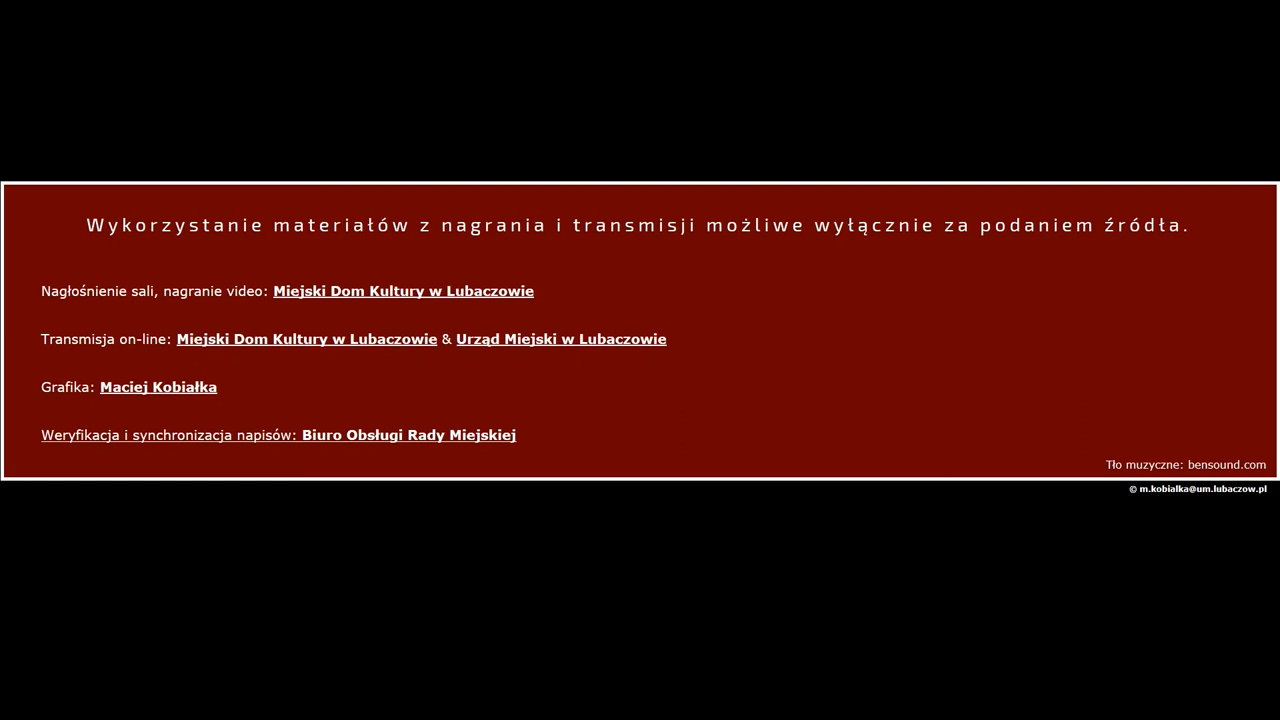 Wykorzystanie materiałów z nagrania i transmisji możliwe wyłącznie za podaniem źródła.
Nagłośnienie sali, nagranie video: Miejski Dom Kultury w Lubaczowie
Transmisja on-line: Miejski Dom Kultury w Lubaczowie & Urząd Miejski w Lubaczowie
Grafika: Maciej Kobiałka
Weryfikacja i synchronizacja napisów: Biuro Obsługi Rady Miejskiej
Tło muzyczne: bensound.com
© m.kobialka@um.lubaczow.pl